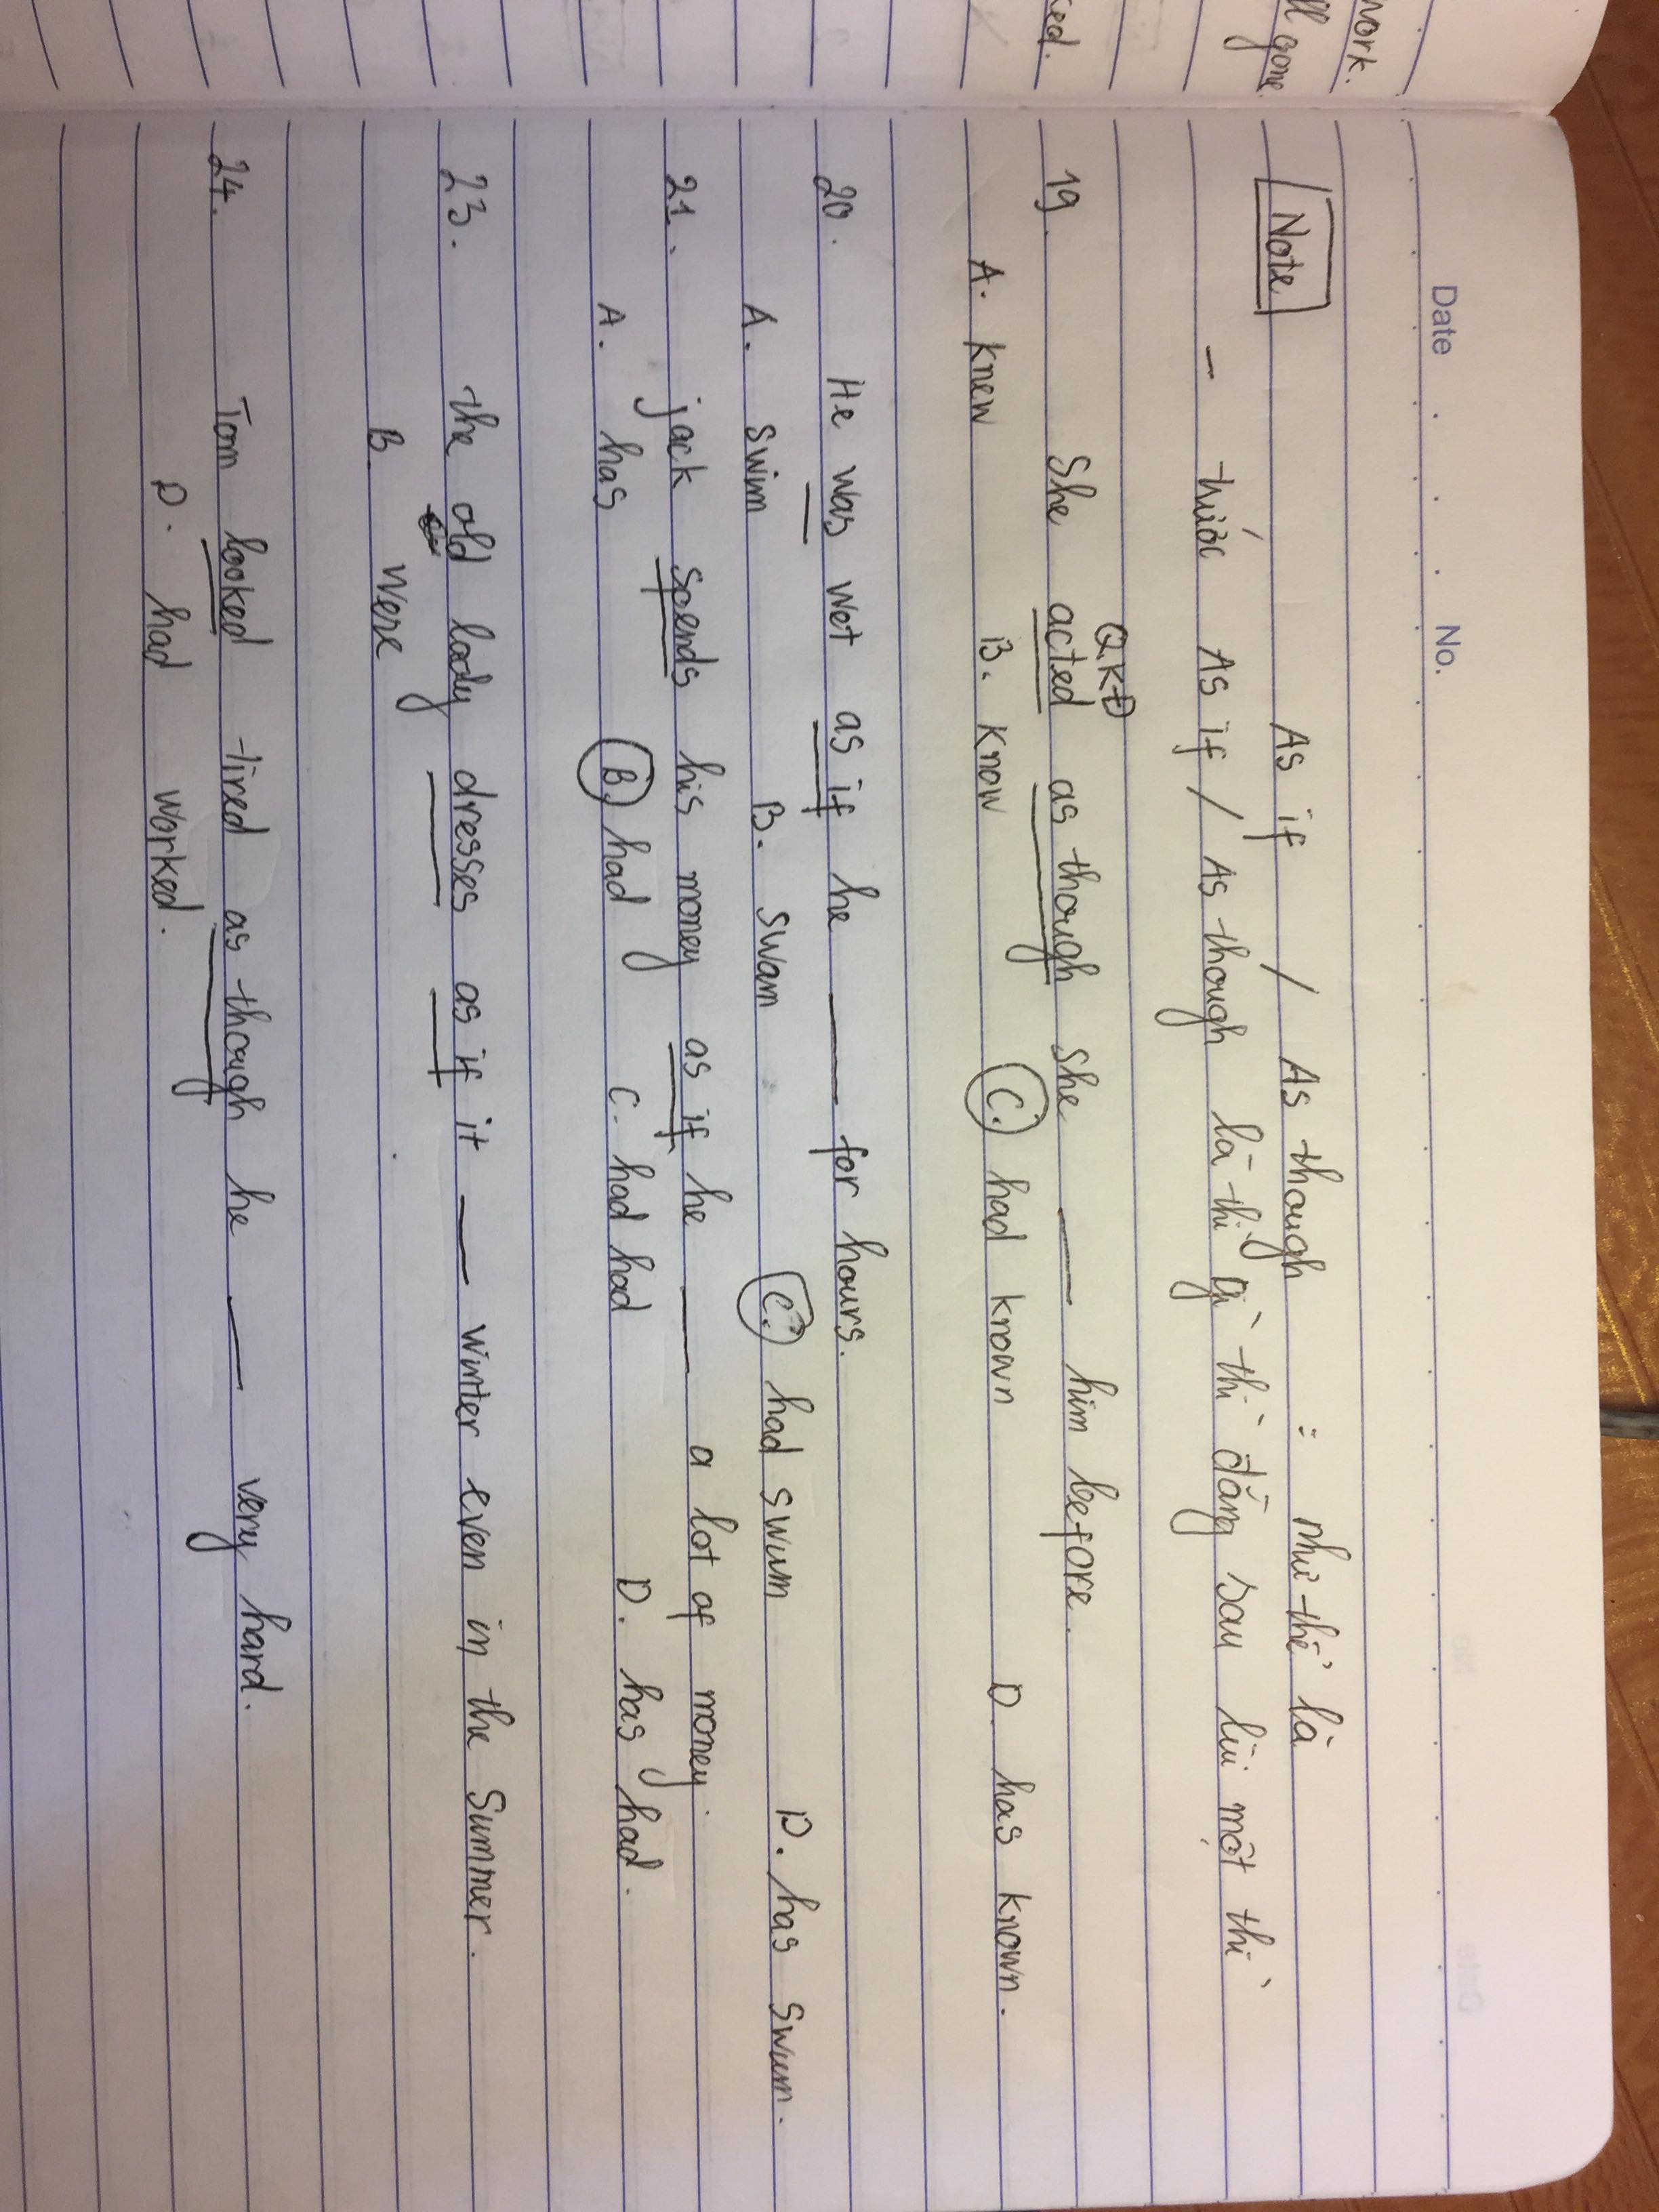 work.
ll gone.
ked.
Date No.
Note As if / As though : như thể là
- trước As if / As though là thì gì thì đằng sau lùi một thì
QKĐ
19. She acted as though she ___ him before.
A. knew B. know C. had known D. has known.
20. He was wet as if he ___ for hours.
A. swim B. swam C. had swum D. has swum.
21. jack spends his money as if he ___ a lot of money.
A. has B. had C. had had D. has had.
23. the old lady dresses as if it ___ winter even in the Summer.
B. were
24. Tom looked tired as though he ___ very hard.
D. had worked.